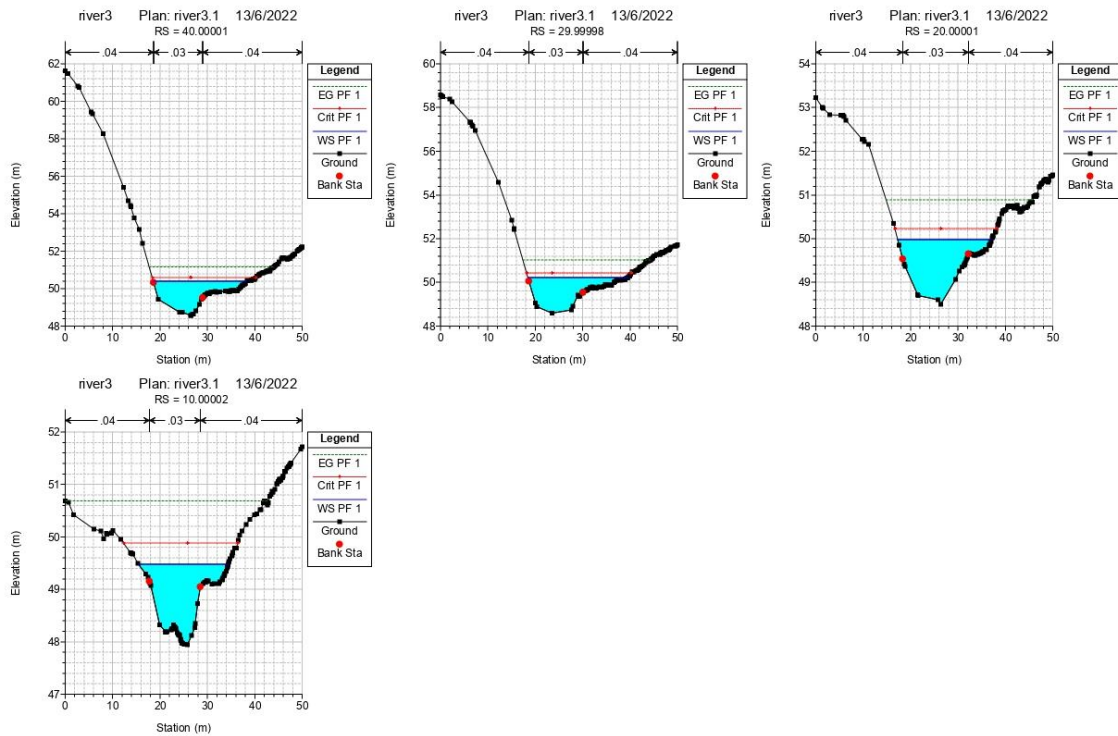 river3 Plan: river3.1 13/6/2022
RS = 40.00001
.04 .03 .04
Legend
EG PF 1
Crit PF 1
WS PF 1
Ground
Bank Sta
Elevation (m)
62
60
58
56
54
52
50
48
0 10 20 30 40 50
Station (m)
river3 Plan: river3.1 13/6/2022
RS = 29.99998
.04 .03 .04
Legend
EG PF 1
Crit PF 1
WS PF 1
Ground
Bank Sta
Elevation (m)
60
58
56
54
52
50
48
0 10 20 30 40 50
Station (m)
river3 Plan: river3.1 13/6/2022
RS = 20.00001
.04 .03 .04
Legend
EG PF 1
Crit PF 1
WS PF 1
Ground
Bank Sta
Elevation (m)
54
53
52
51
50
49
48
0 10 20 30 40 50
Station (m)
river3 Plan: river3.1 13/6/2022
RS = 10.00002
.04 .03 .04
Legend
EG PF 1
Crit PF 1
WS PF 1
Ground
Bank Sta
Elevation (m)
52
51
50
49
48
47
0 10 20 30 40 50
Station (m)